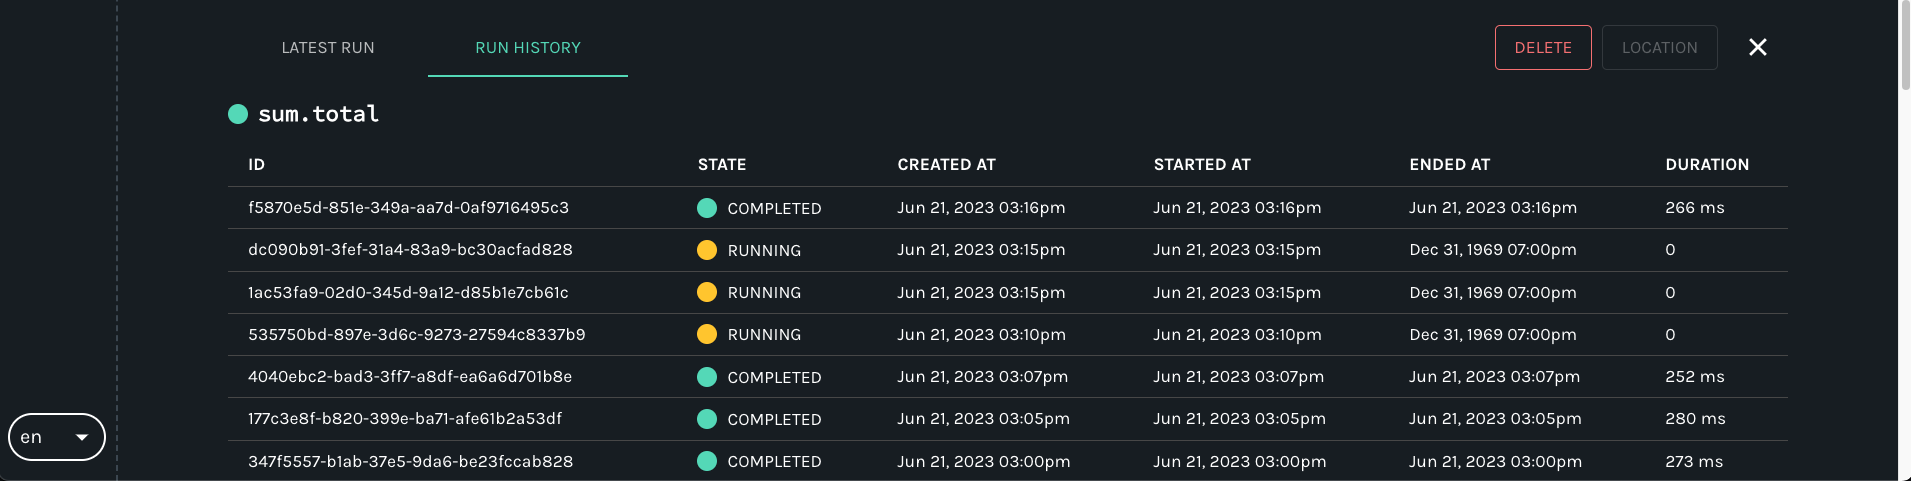 LATEST RUN RUN HISTORY DELETE LOCATION
sum.total
ID STATE CREATED AT STARTED AT ENDED AT DURATION
f5870e5d-851e-349a-aa7d-0af9716495c3 COMPLETED Jun 21, 2023 03:16pm Jun 21, 2023 03:16pm Jun 21, 2023 03:16pm 266 ms
dc090b91-3fef-31a4-83a9-bc30acfad828 RUNNING Jun 21, 2023 03:15pm Jun 21, 2023 03:15pm Dec 31, 1969 07:00pm 0
1ac53fa9-02d0-345d-9a12-d85b1e7cb61c RUNNING Jun 21, 2023 03:15pm Jun 21, 2023 03:15pm Dec 31, 1969 07:00pm 0
535750bd-897e-3d6c-9273-27594c8337b9 RUNNING Jun 21, 2023 03:10pm Jun 21, 2023 03:10pm Dec 31, 1969 07:00pm 0
4040ebc2-bad3-3ff7-a8df-ea6a6d701b8e COMPLETED Jun 21, 2023 03:07pm Jun 21, 2023 03:07pm Jun 21, 2023 03:07pm 252 ms
177c3e8f-b820-399e-ba71-afe61b2a53df COMPLETED Jun 21, 2023 03:05pm Jun 21, 2023 03:05pm Jun 21, 2023 03:05pm 280 ms
en
347f5557-b1ab-37e5-9da6-be23fccab828 COMPLETED Jun 21, 2023 03:00pm Jun 21, 2023 03:00pm Jun 21, 2023 03:00pm 273 ms